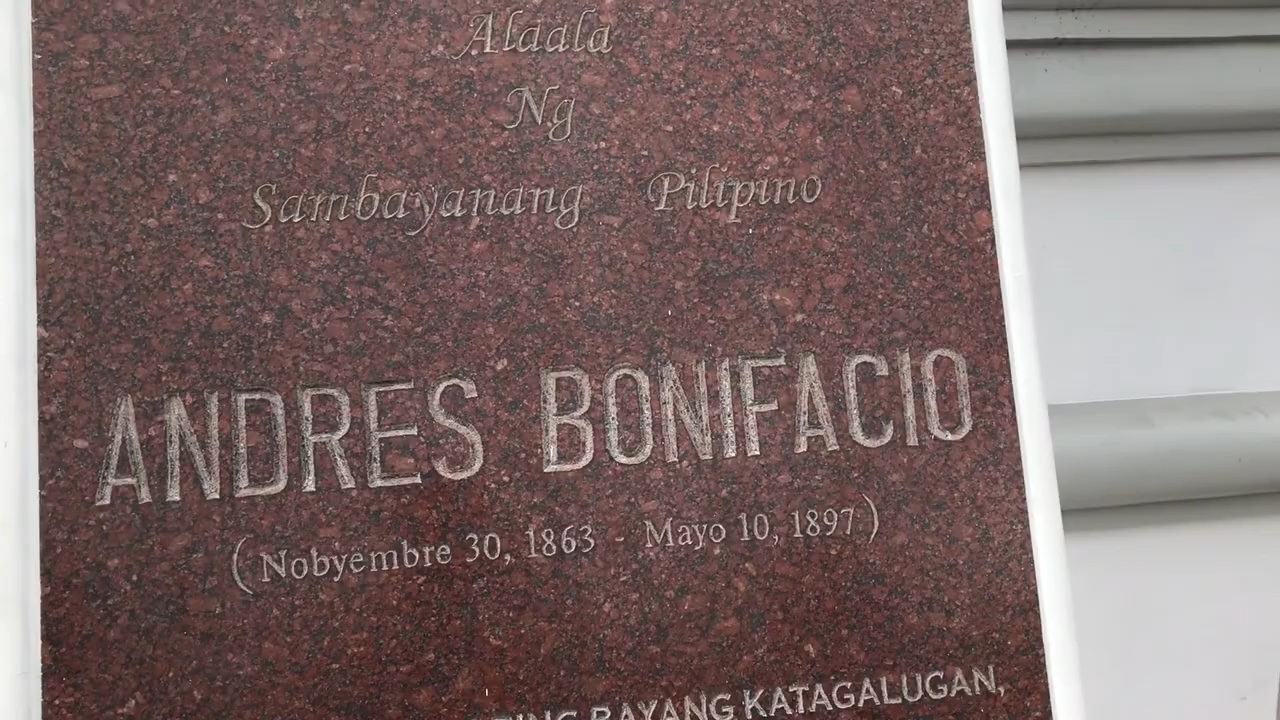 Alaala
Ng
Sambayanang Pilipino
ANDRES BONIFACIO
( Nobyembre 30, 1863 - Mayo 10, 1897 )
BAYANG KATAGALUGAN,